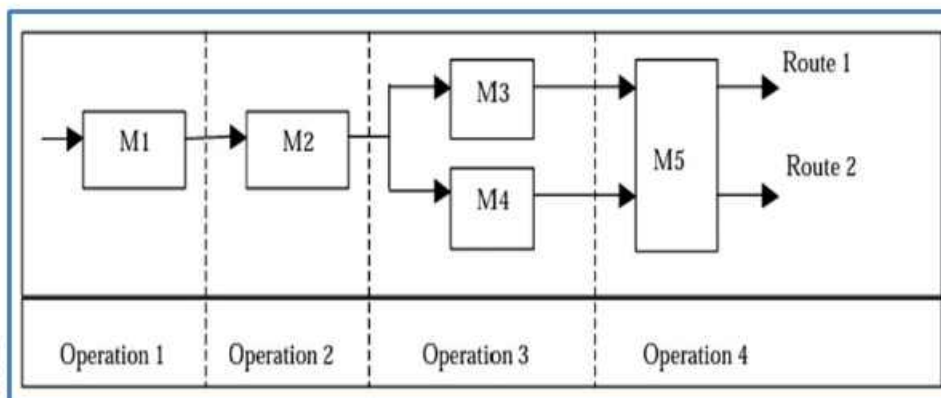 Route 1
M3
M1
M2
M5
Route 2
M4
Operation 1
Operation 2
Operation 3
Operation 4